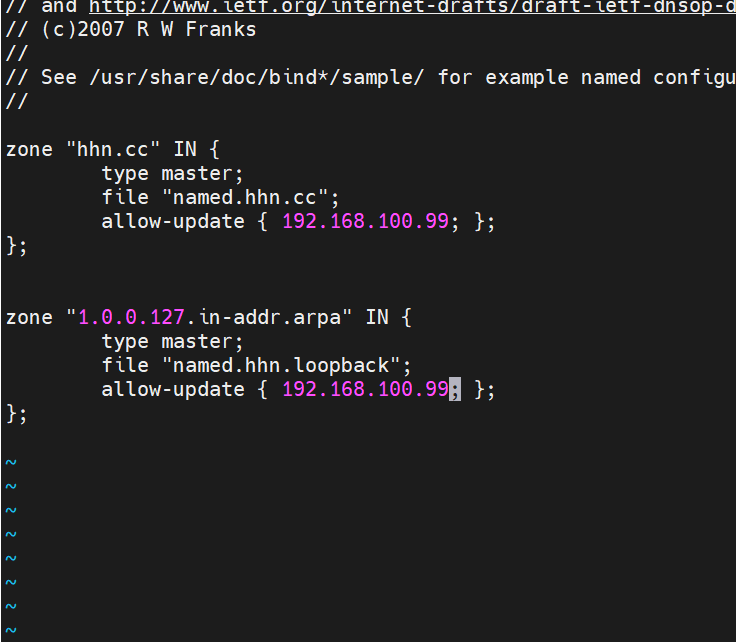 // and http://www.ietf.org/internet-drafts/draft-ietf-dnsop-d
// (c)2007 R W Franks
//
// See /usr/share/doc/bind*/sample/ for example named configu
//
zone "hhn.cc" IN {
        type master;
        file "named.hhn.cc";
        allow-update { 192.168.100.99; };
};
zone "1.0.0.127.in-addr.arpa" IN {
        type master;
        file "named.hhn.loopback";
        allow-update { 192.168.100.99; };
};
~
~
~
~
~
~
~
~